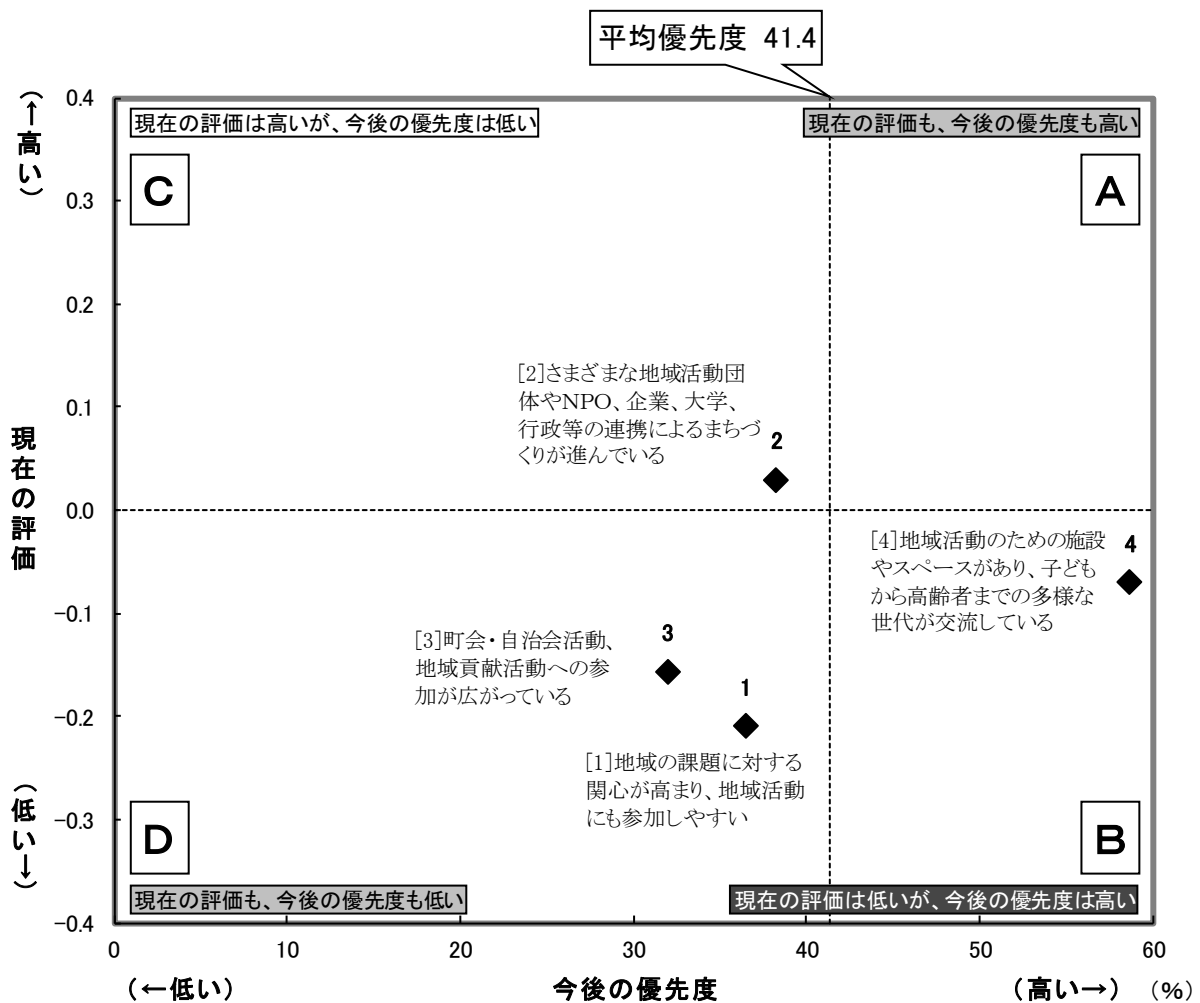 平均優先度 41.4
(←高い)
0.4
0.3
0.2
0.1
0.0
-0.1
-0.2
-0.3
-0.4
現在の評価
(低い→)
現在の評価は高いが、今後の優先度は低い
現在の評価も、今後の優先度も高い
C
A
[2]さまざまな地域活動団
体やNPO、企業、大学、
行政等の連携によるまちづ
くりが進んでいる
2
[4]地域活動のための施設
やスペースがあり、子ども
から高齢者までの多様な
世代が交流している
4
[3]町会・自治会活動、
地域貢献活動への参
加が広がっている
3
1
[1]地域の課題に対する
関心が高まり、地域活動
にも参加しやすい
D
B
現在の評価も、今後の優先度も低い
現在の評価は低いが、今後の優先度は高い
0
10
20
30
40
50
60
(←低い)
今後の優先度
(高い→)
(%)